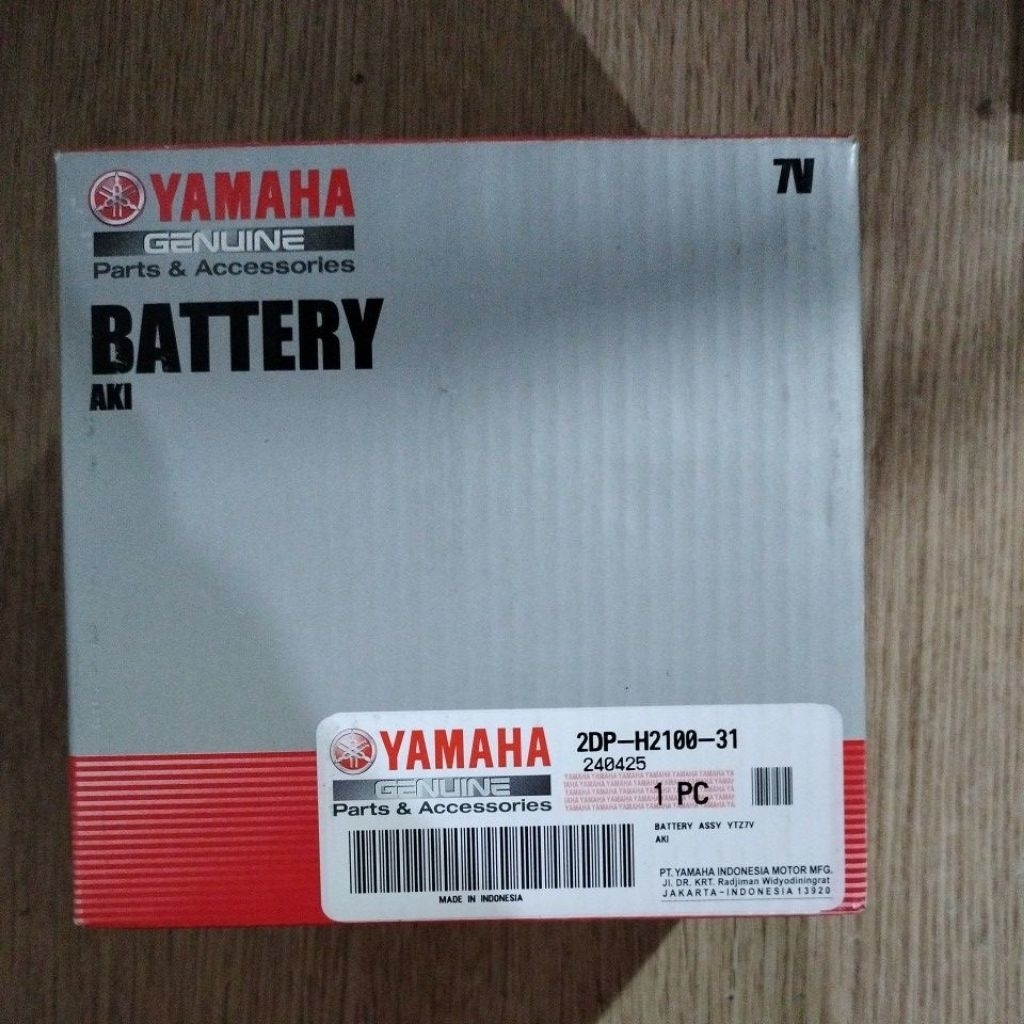 YAMAHA
GENUINE
Parts & Accessories
7V
BATTERY
AKI
YAMAHA
GENUINE
Parts & Accessories
2DP-H2100-31
240425
1 PC
BATTERY ASSY YTZ7V
AKI
MADE IN INDONESIA
PT. YAMAHA INDONESIA MOTOR MFG.
Jl. DR. KRT. Radjiman Widyodiningrat
JAKARTA-INDONESIA 13920